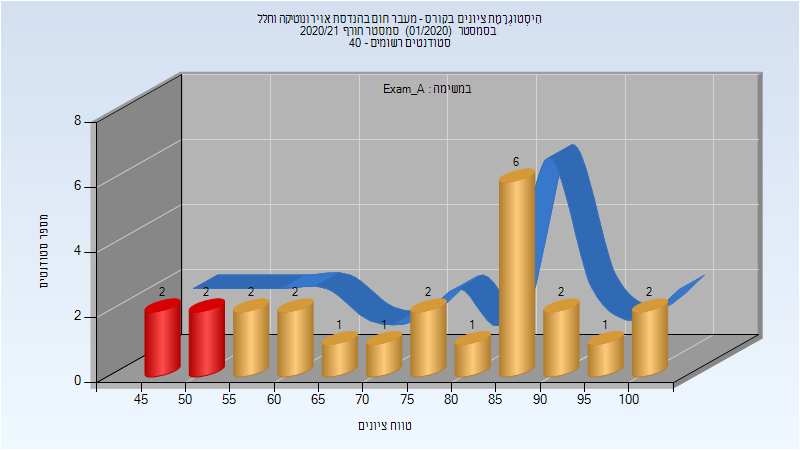 היסטוגרמת ציונים בקורס - מעבר חום בהנדסת אוירונוטיקה וחלל
בסמסטר (01/2020) סמסטר חורף 2020/21
סטודנטים רשומים - 40
במשימה : Exam_A
מספר סטודנטים
8
6
4
2
0
2 2 2 2 1 1 2 1 6 2 1 2
45 50 55 60 65 70 75 80 85 90 95 100
טווח ציונים